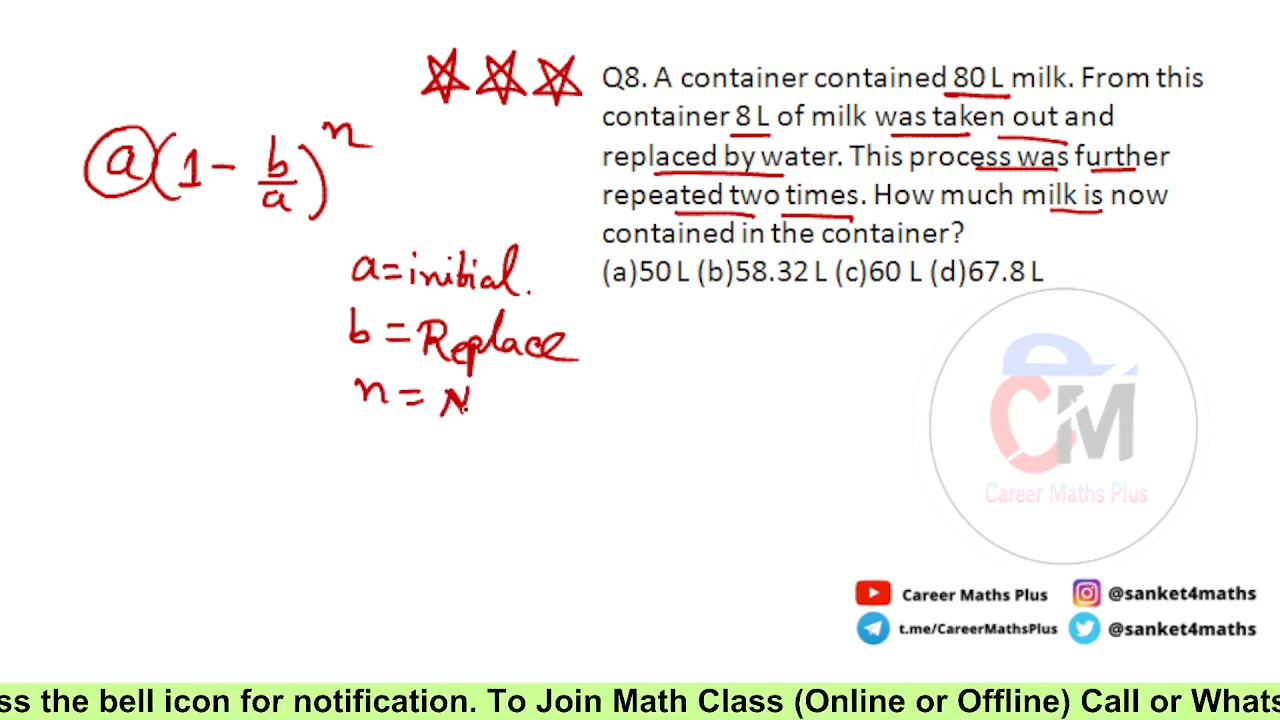 Q8. A container contained 80 L milk. From this
container 8 L of milk was taken out and
replaced by water. This process was further
repeated two times. How much milk is now
contained in the container?
(a)50 L (b)58.32 L (c)60 L (d)67.8 L
a(1 - b/a)^n
a = initial.
b = Replace
n = N
CM
Career Maths Plus
Career Maths Plus @sanket4maths
t.me/CareerMathsPlus @sanket4maths
ss the bell icon for notification. To Join Math Class (Online or Offline) Call or Whats